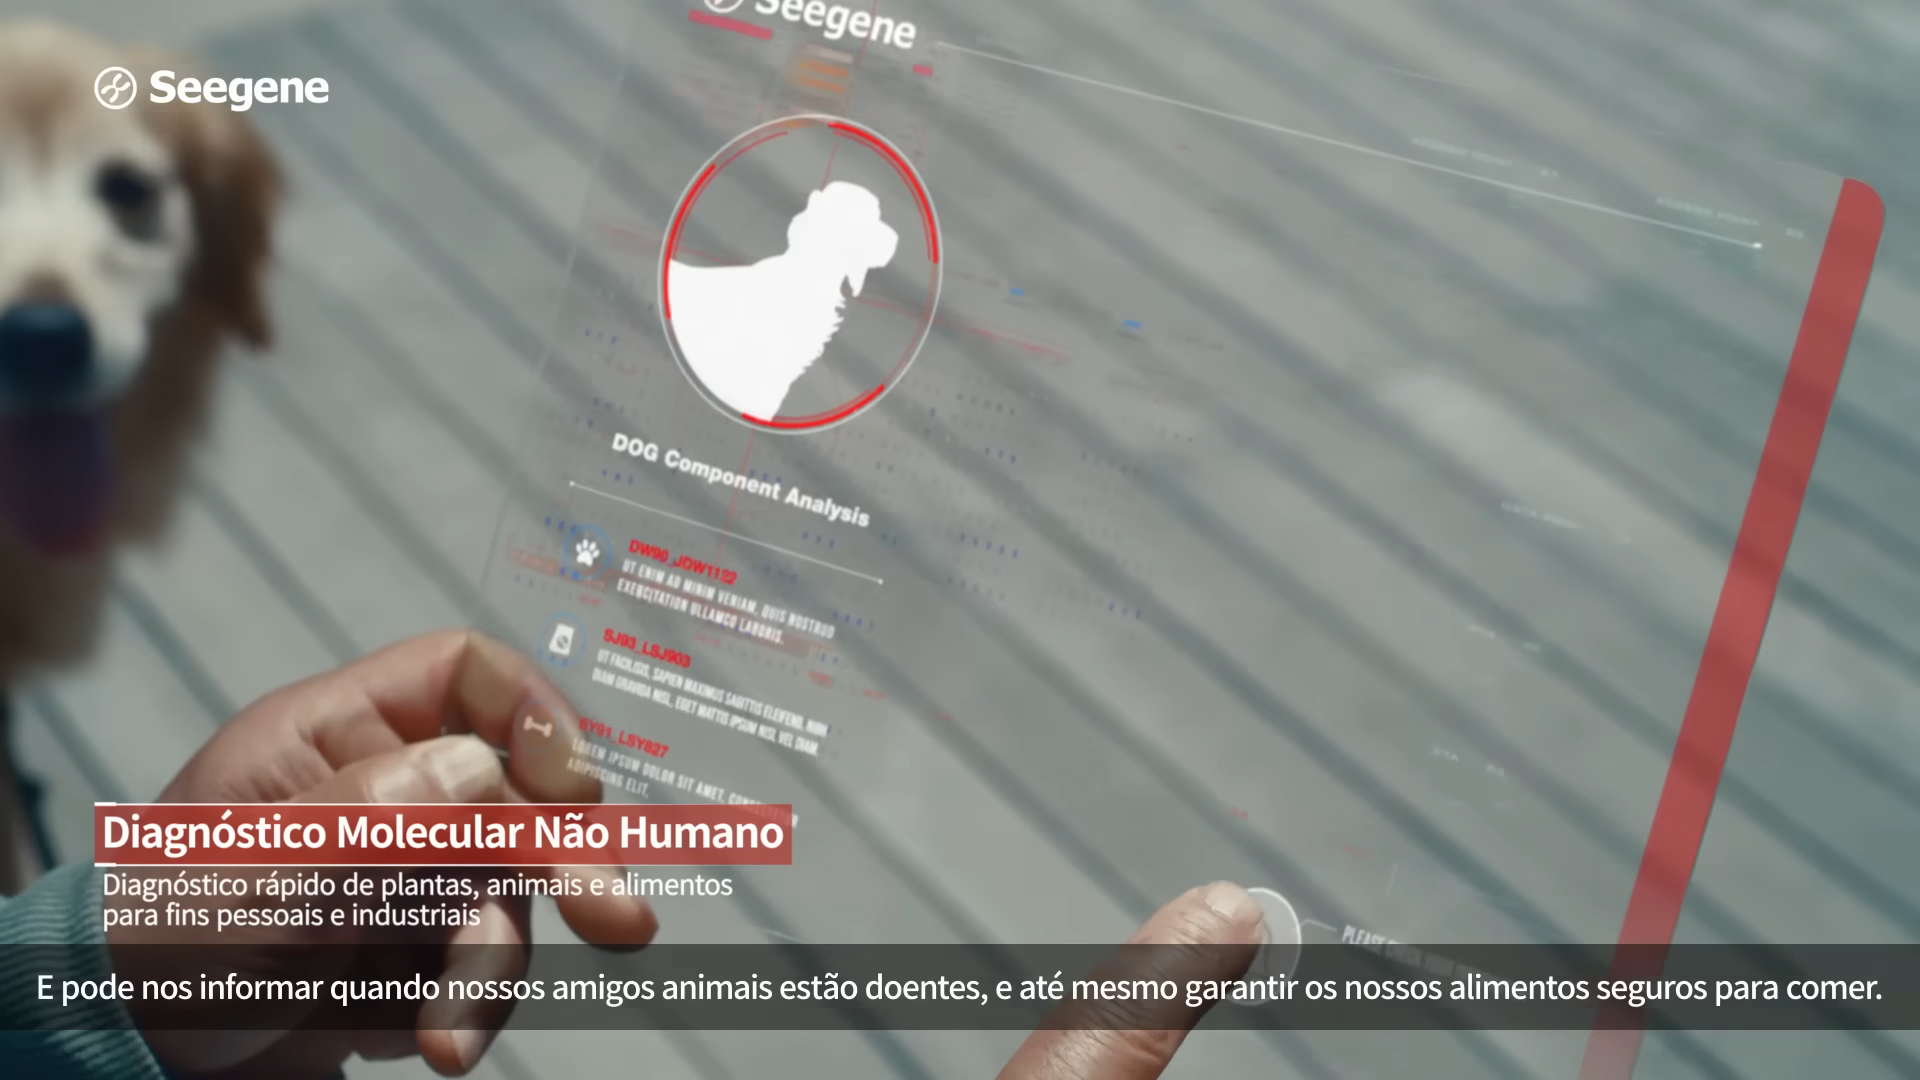 Seegene
Seegene
DOG Component Analysis
DW90_JDW1122
UT ENIM AD MINIM VENIAM, QUIS NOSTRUD
EXERCITATION ULLAMCO LABORIS.
SJ93_LSJ903
UT FACILISIS, SAPIEN MAXIMUS SAGITTIS ELEIFEND, NIBH
DIAM GRAVIDA NISL, EGET MATTIS IPSUM NISL VEL DIAM.
SY91_LSY827
LOREM IPSUM DOLOR SIT AMET,
ADIPISCING ELIT,
Diagnóstico Molecular Não Humano
Diagnóstico rápido de plantas, animais e alimentos
para fins pessoais e industriais
PLEASE
E pode nos informar quando nossos amigos animais estão doentes, e até mesmo garantir os nossos alimentos seguros para comer.